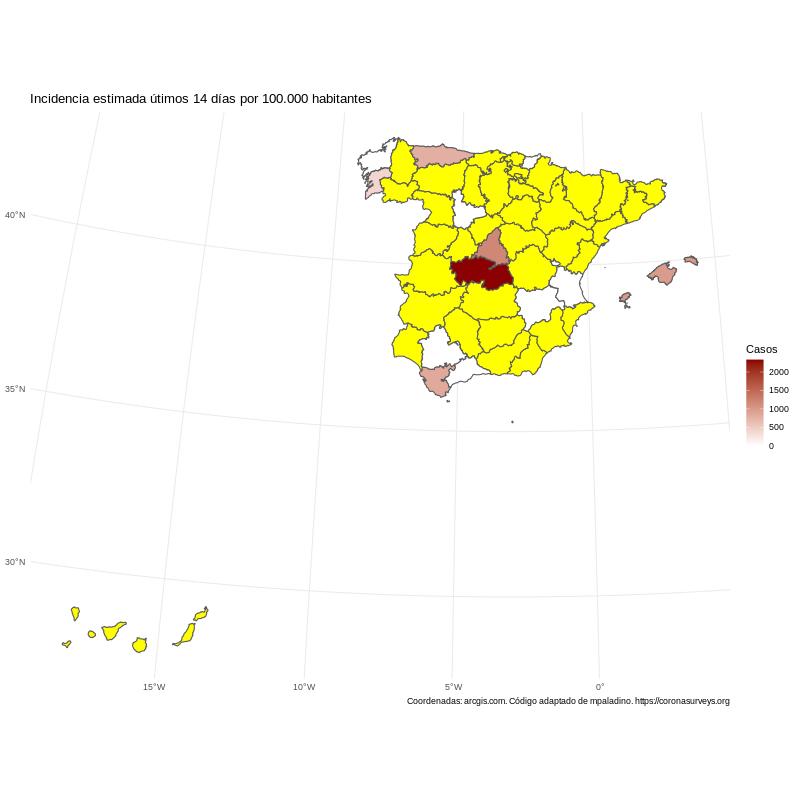 Incidencia estimada útimos 14 días por 100.000 habitantes
40°N
35°N
30°N
15°W
10°W
5°W
0°
Casos
2000
1500
1000
500
0
Coordenadas: arcgis.com. Código adaptado de mpaladino. https://coronasurveys.org